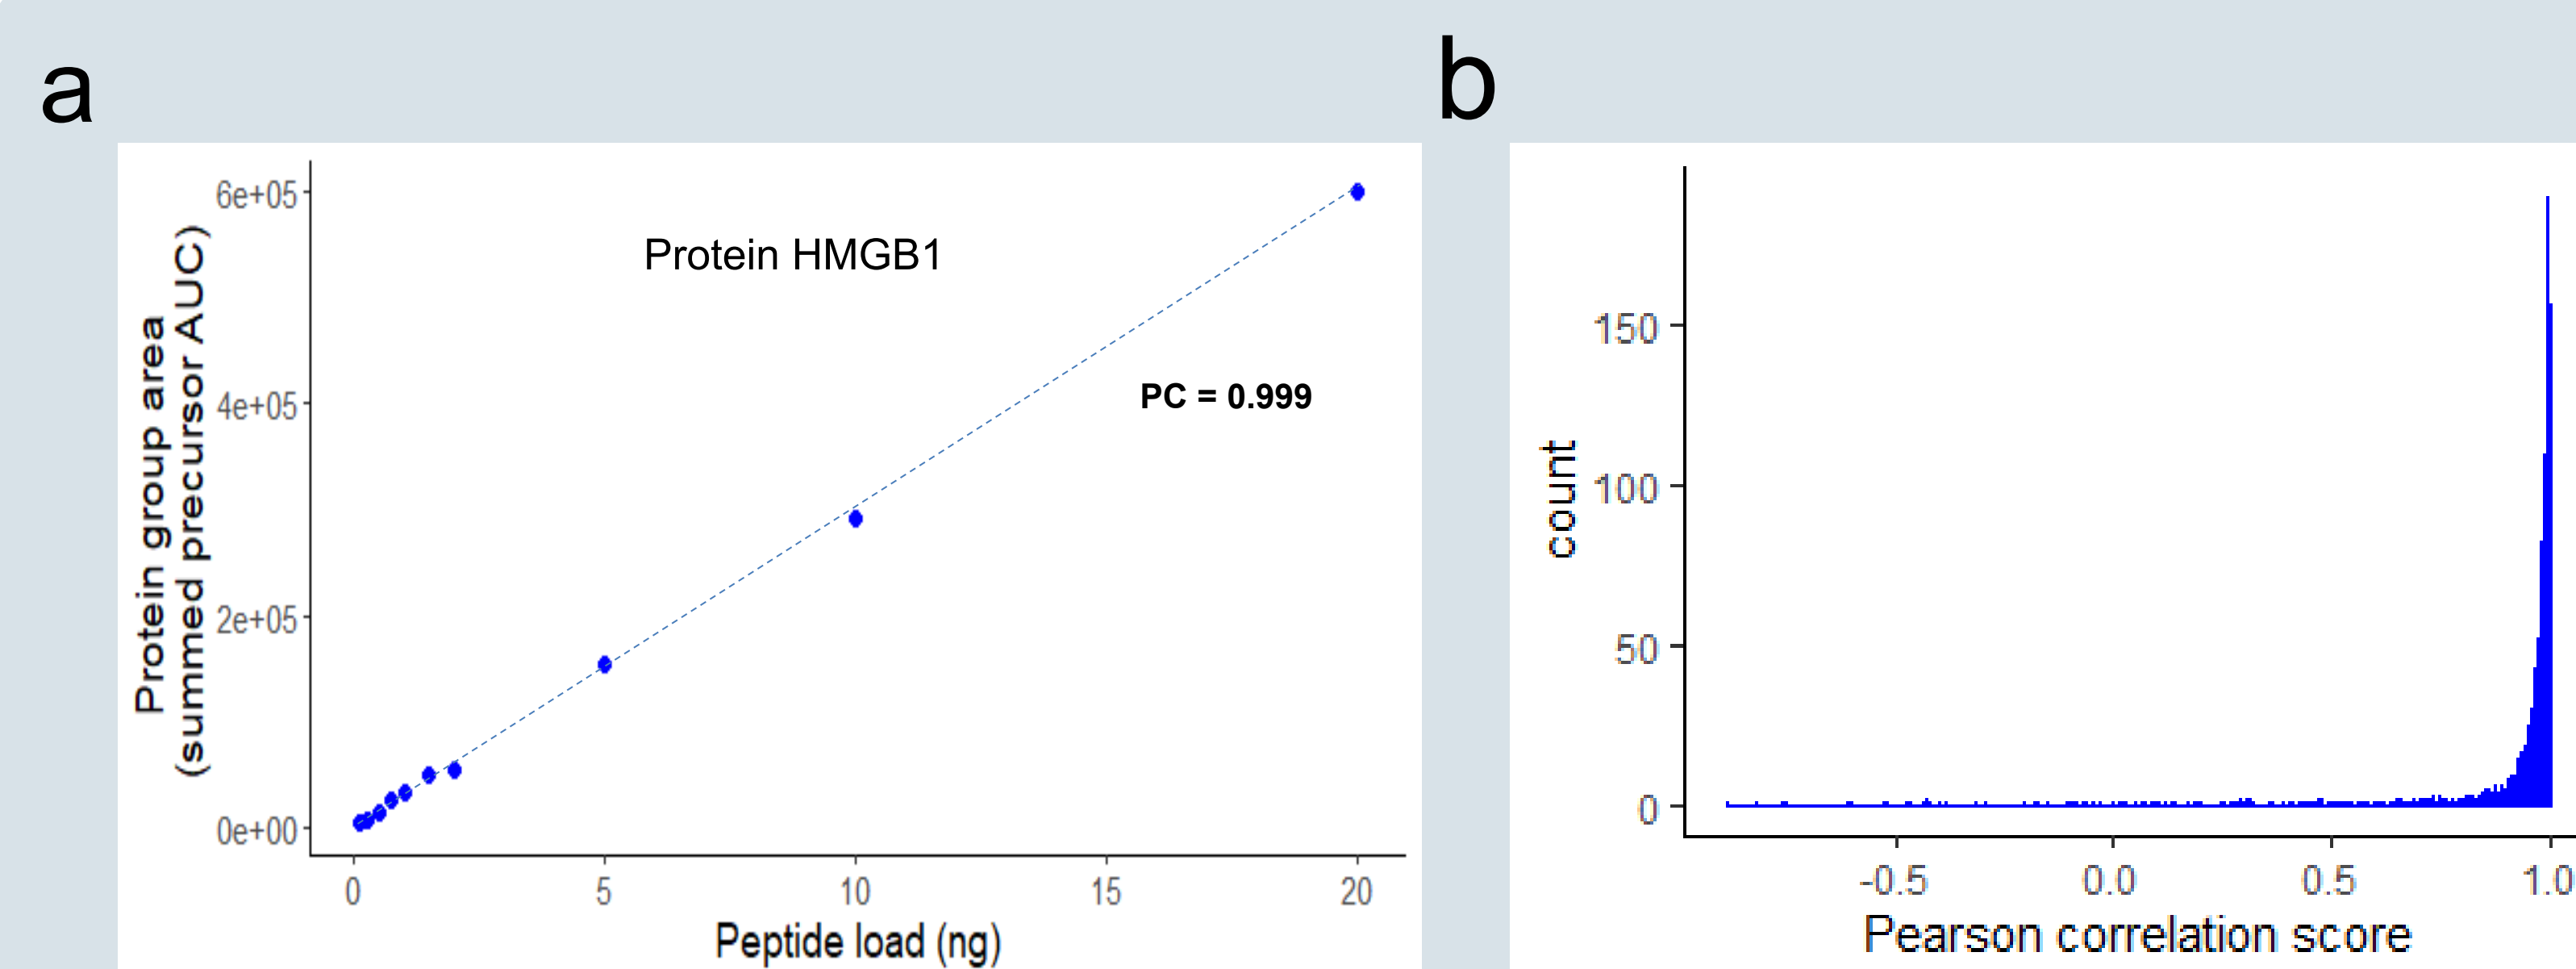 a
b
Protein group area
(summed precursor AUC)
6e+05
4e+05
2e+05
0e+00
Protein HMGB1
PC = 0.999
0
5
10
15
20
Peptide load (ng)
count
150
100
50
0
-0.5
0.0
0.5
1.0
Pearson correlation score